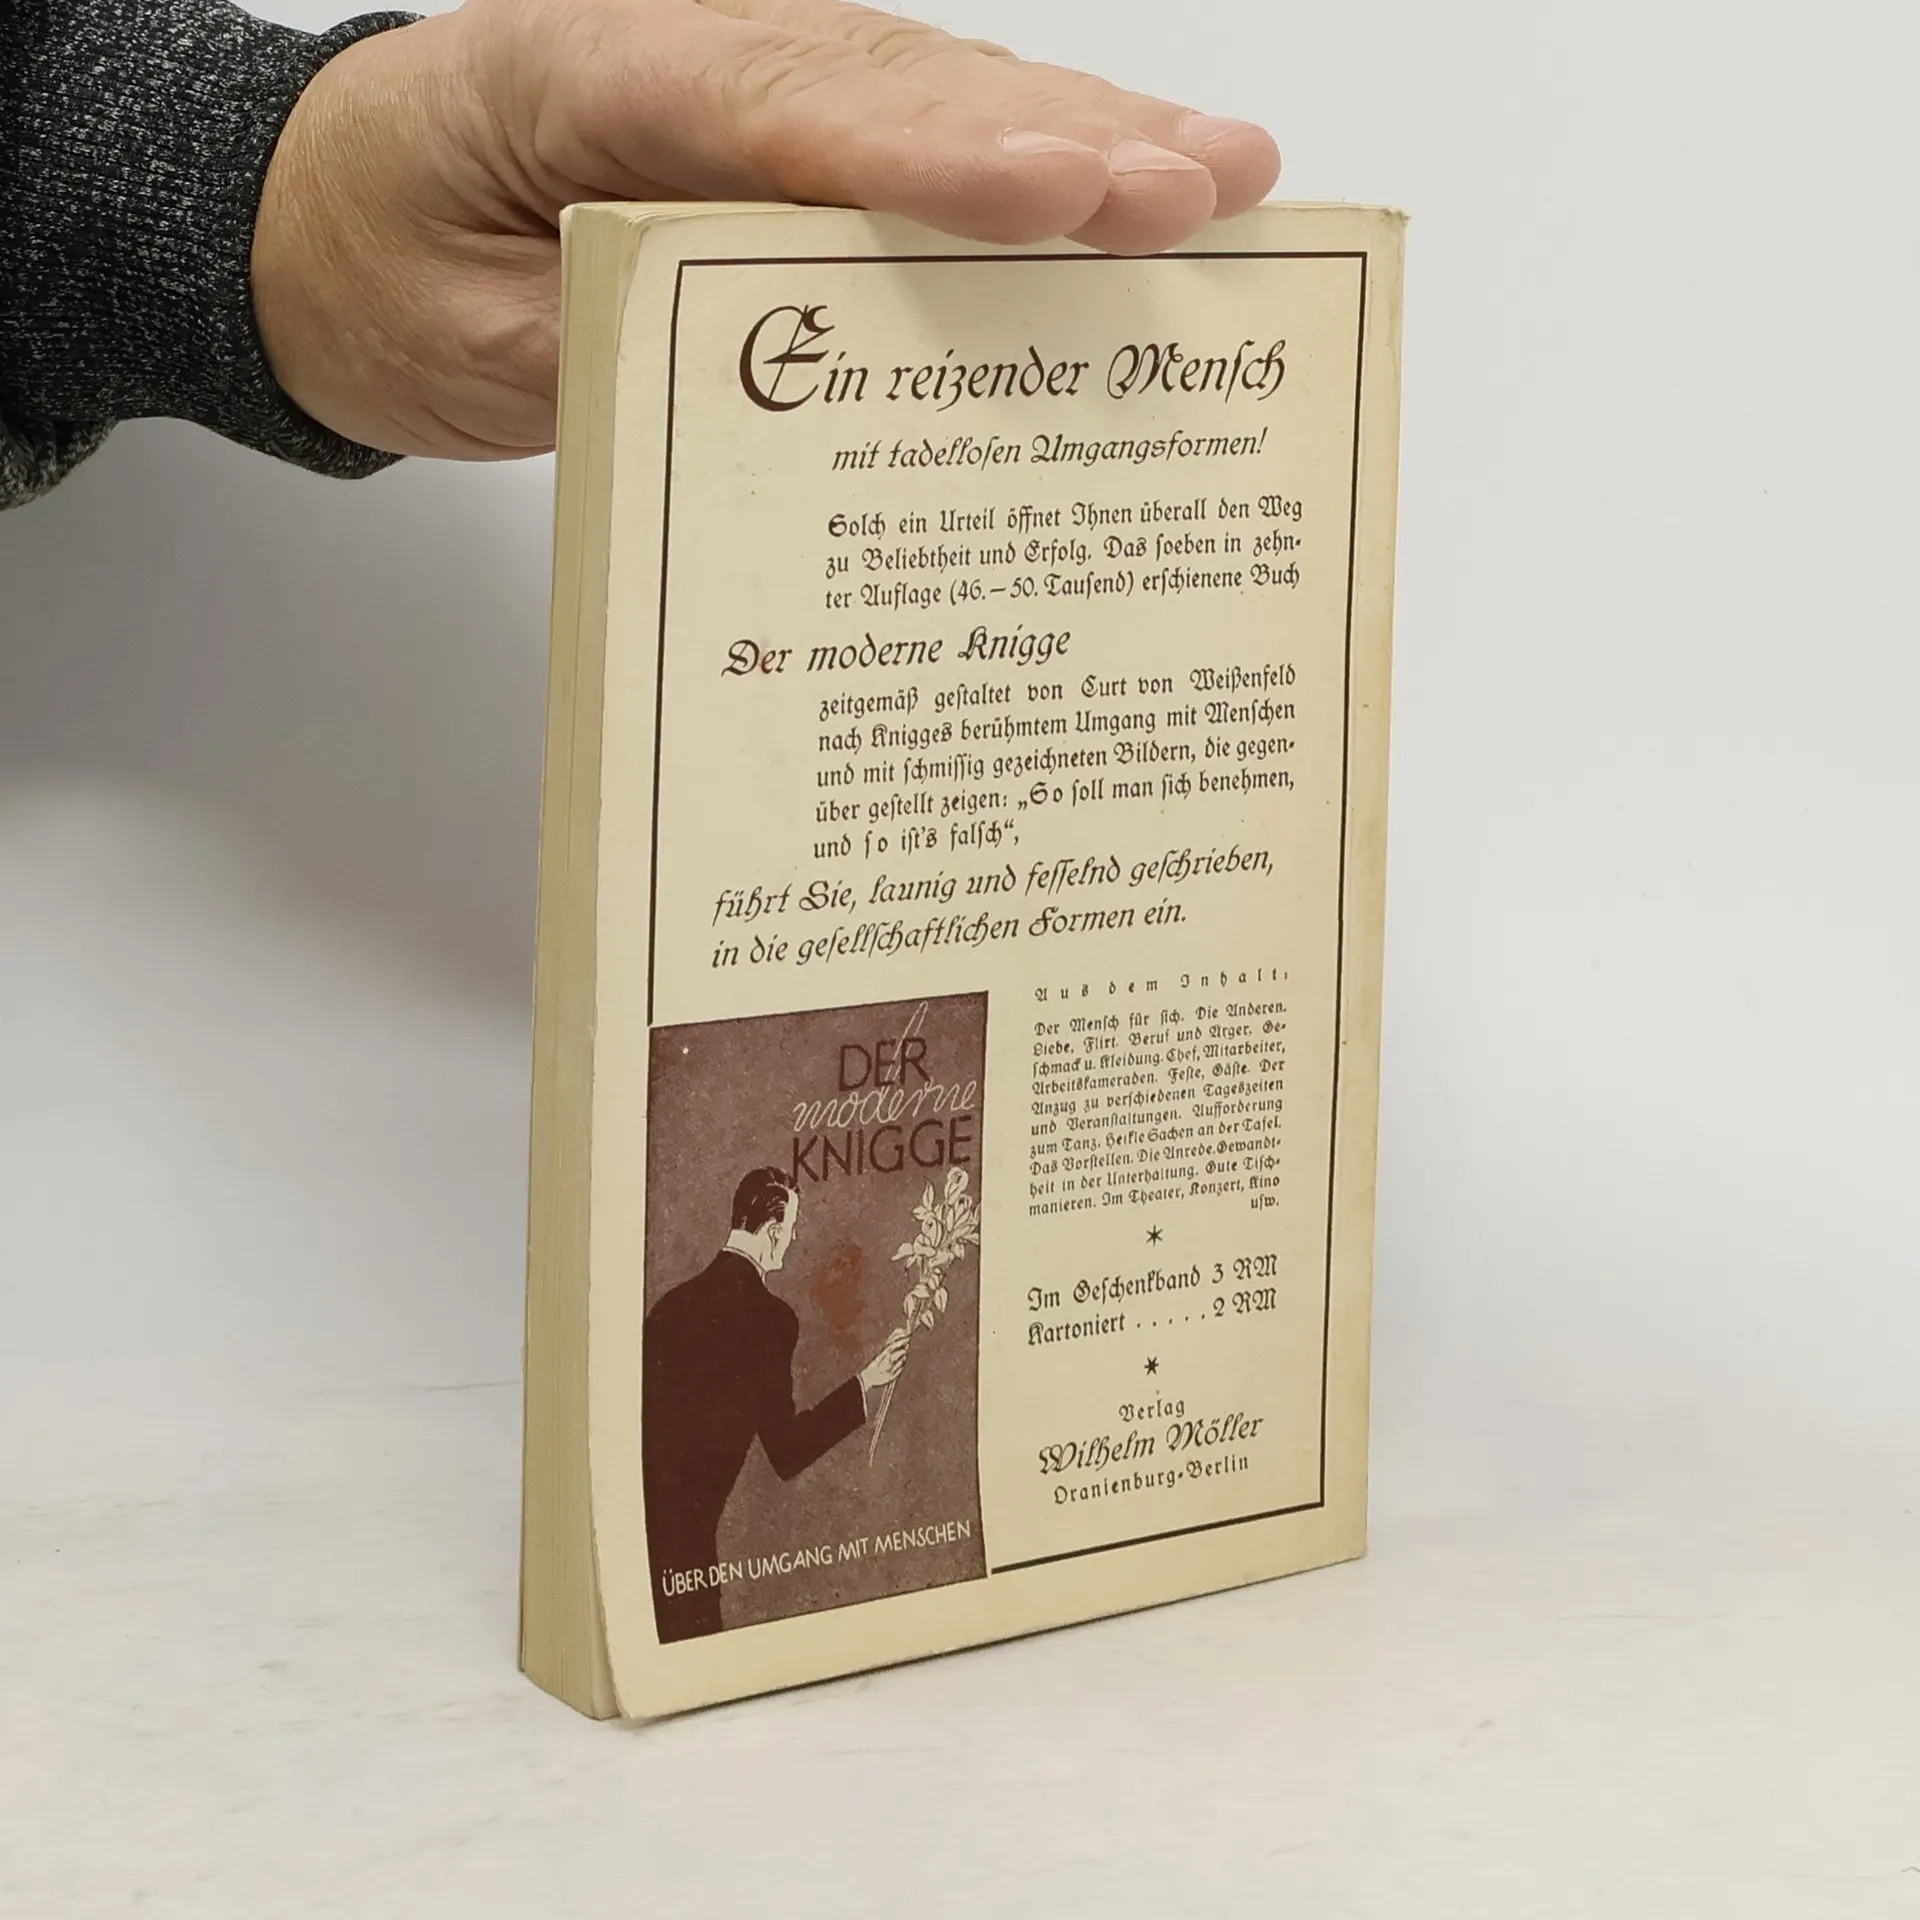 Ein reizender Mensch
mit tadellosen Umgangsformen!
Solch ein Urteil öffnet Ihnen überall den Weg
zu Beliebtheit und Erfolg. Das soeben in zehn-
ter Auflage (46.–50. Tausend) erschienene Buch
Der moderne Knigge
zeitgemäß gestaltet von Curt von Weißenfeld
nach Knigges berühmtem Umgang mit Menschen
und mit schmissig gezeichneten Bildern, die gegen-
über gestellt zeigen: „So soll man sich benehmen,
und so ist's falsch“,
führt Sie, launig und fesselnd geschrieben,
in die gesellschaftlichen Formen ein.
DER
moderne
KNIGGE
ÜBER DEN UMGANG MIT MENSCHEN
Aus dem Inhalt:
Der Mensch für sich. Die Anderen.
Liebe, Flirt. Beruf und Ärger, Ge-
schmack u. Kleidung. Chef, Mitarbeiter,
Arbeitskameraden. Feste, Gäste. Der
Anzug zu verschiedenen Tageszeiten
und Veranstaltungen. Aufforderung
zum Tanz. Heikle Sachen an der Tafel.
Das Vorstellen. Die Anrede. Gewandt-
heit in der Unterhaltung. Gute Tisch-
manieren. Im Theater, Konzert, Kino
usw.
Im Geschenkband 3 RM
Kartoniert . . . . . 2 RM
Verlag
Wilhelm Möller
Oranienburg-Berlin